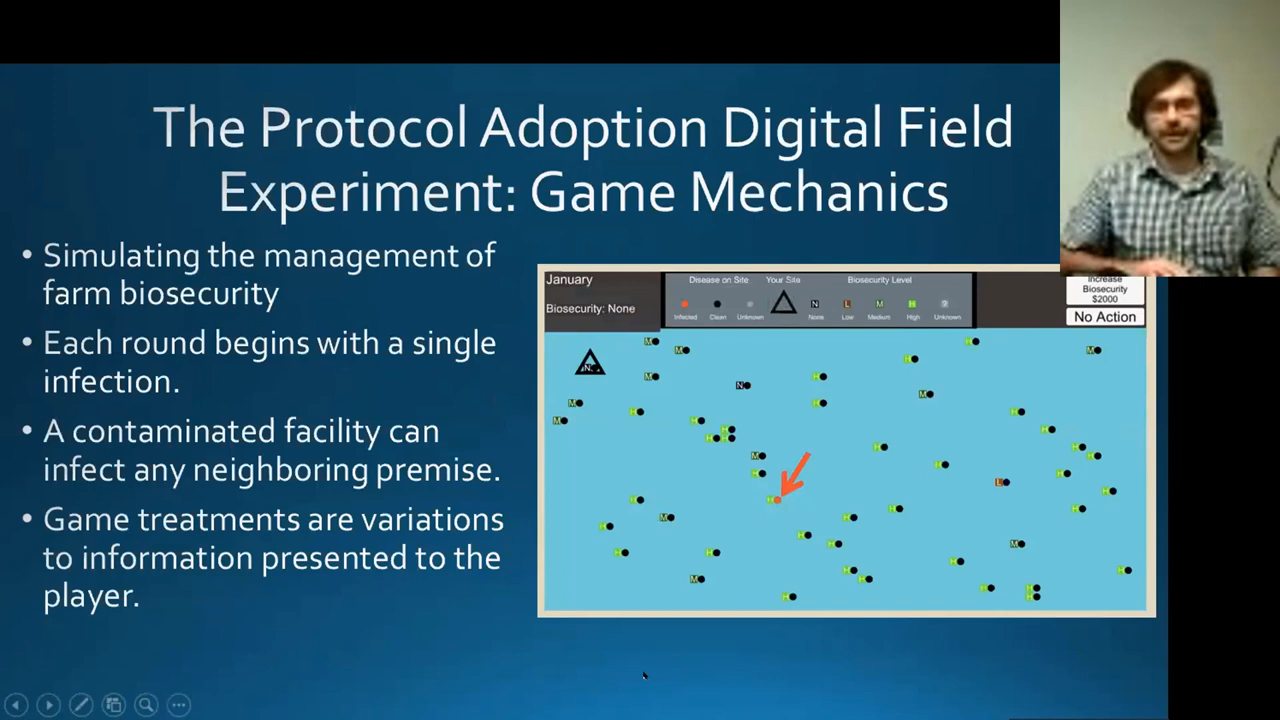 The Protocol Adoption Digital Field
Experiment: Game Mechanics
• Simulating the management of
farm biosecurity
• Each round begins with a single
infection.
• A contaminated facility can
infect any neighboring premise.
• Game treatments are variations
to information presented to the
player.
January
Biosecurity: None
Disease on Site
Your Site
Biosecurity Level
Infected
Clean
Unknown
N
L
M
H
?
None
Low
Medium
High
Unknown
Increase
Biosecurity
$2000
No Action